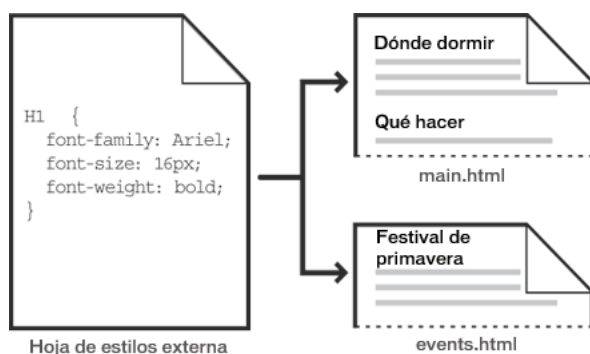 H1 {
font-family: Ariel;
font-size: 16px;
font-weight: bold;
}
Hoja de estilos externa
Dónde dormir
Qué hacer
main.html
Festival de
primavera
events.html